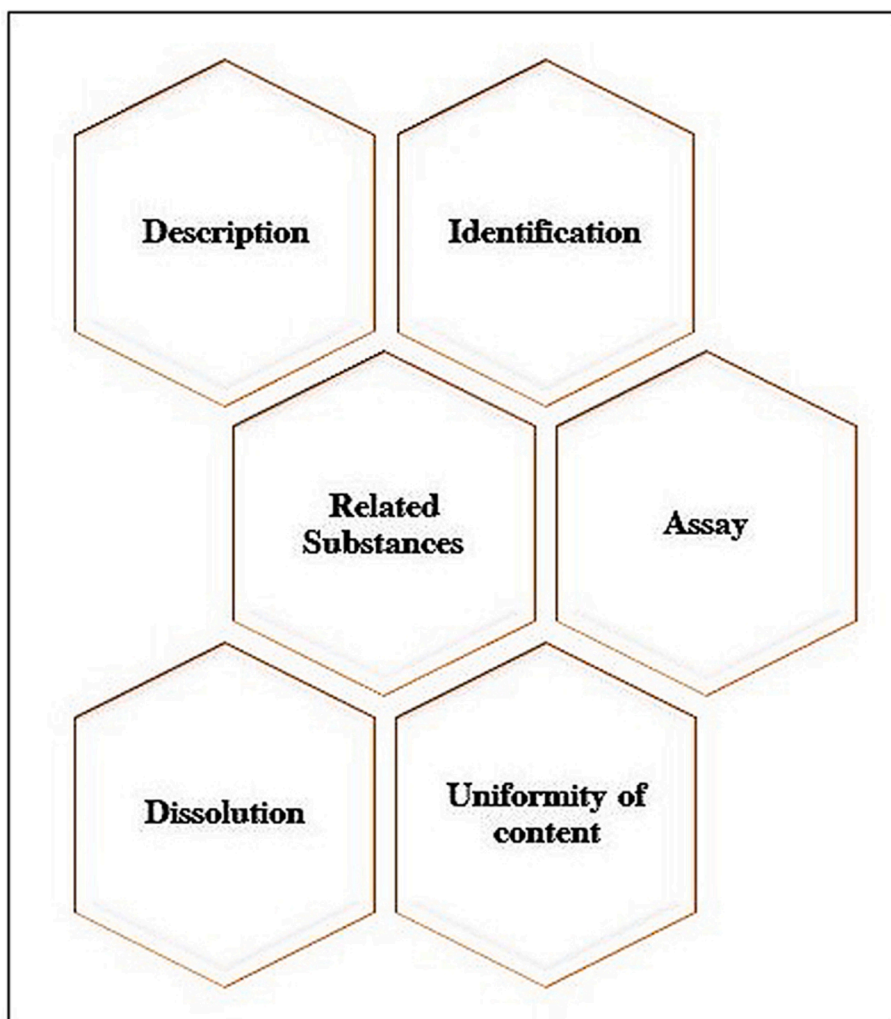 Description
Identification
Related
Substances
Assay
Dissolution
Uniformity of
content